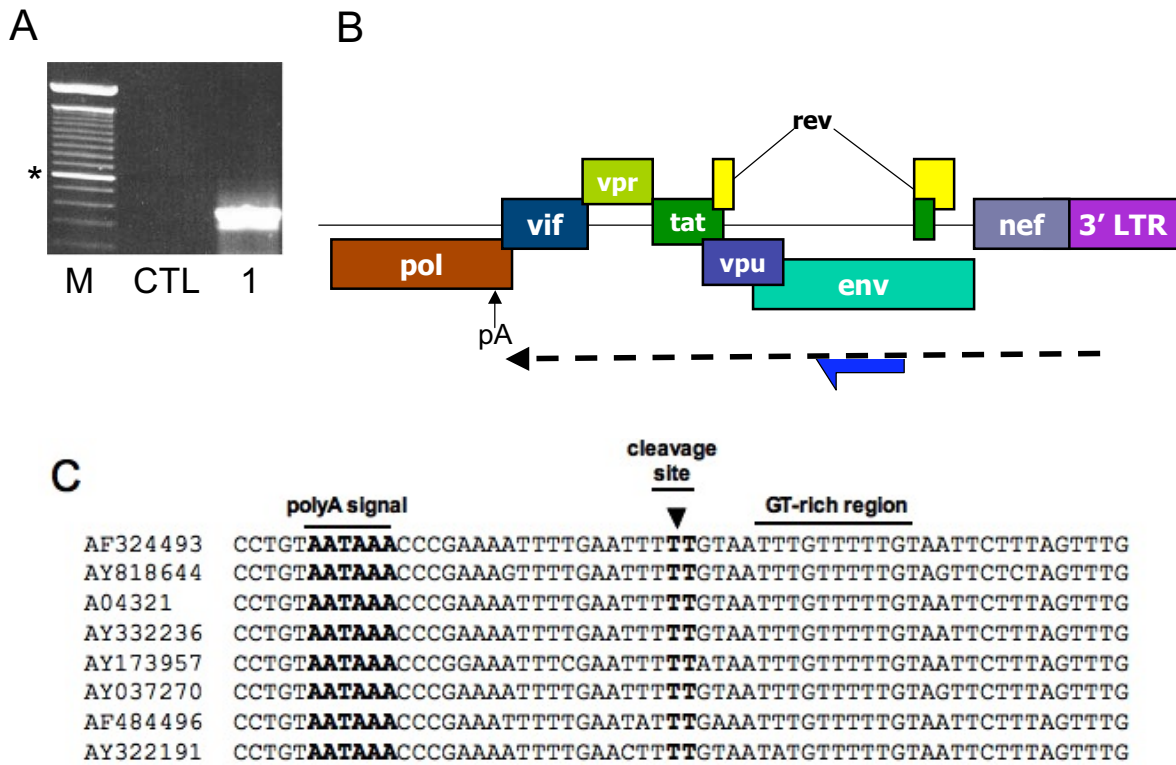 A
B
*
M CTL 1
rev
vpr
vif
tat
nef
3′ LTR
pol
vpu
env
pA
C
cleavage
site
polyA signal
GT-rich region
AF324493 CCTGTAATAAACCCGAAAATTTTGAATTTTTGTAATTTGTTTTTGTAATTCTTTAGTTTG
AY818644 CCTGTAATAAACCCGAAAGTTTTGAATTTTTGTAATTTGTTTTTGTAGTTCTCTAGTTTG
A04321 CCTGTAATAAACCCGAAAATTTTGAATTTTTGTAATTTGTTTTTGTAATTCTTTAGTTTG
AY332236 CCTGTAATAAACCCGAAAATTTTGAATTTTTGTAATTTGTTTTTGTAATTCTTTAGTTTG
AY173957 CCTGTAATAAACCCGGAAATTTCGAATTTTTATAATTTGTTTTTGTAATTCTTTAGTTTG
AY037270 CCTGTAATAAACCCGAAAATTTTGAATTTTTGTAATTTGTTTTTGTAGTTCTTTAGTTTG
AF484496 CCTGTAATAAACCCGAAAATTTTTGAATATTTGAAATTTGTTTTTGTAATTCTTTAGTTTG
AY322191 CCTGTAATAAACCCGAAAATTTTGAACTTTTGTAATATGTTTTTGTAATTCTTTAGTTTG